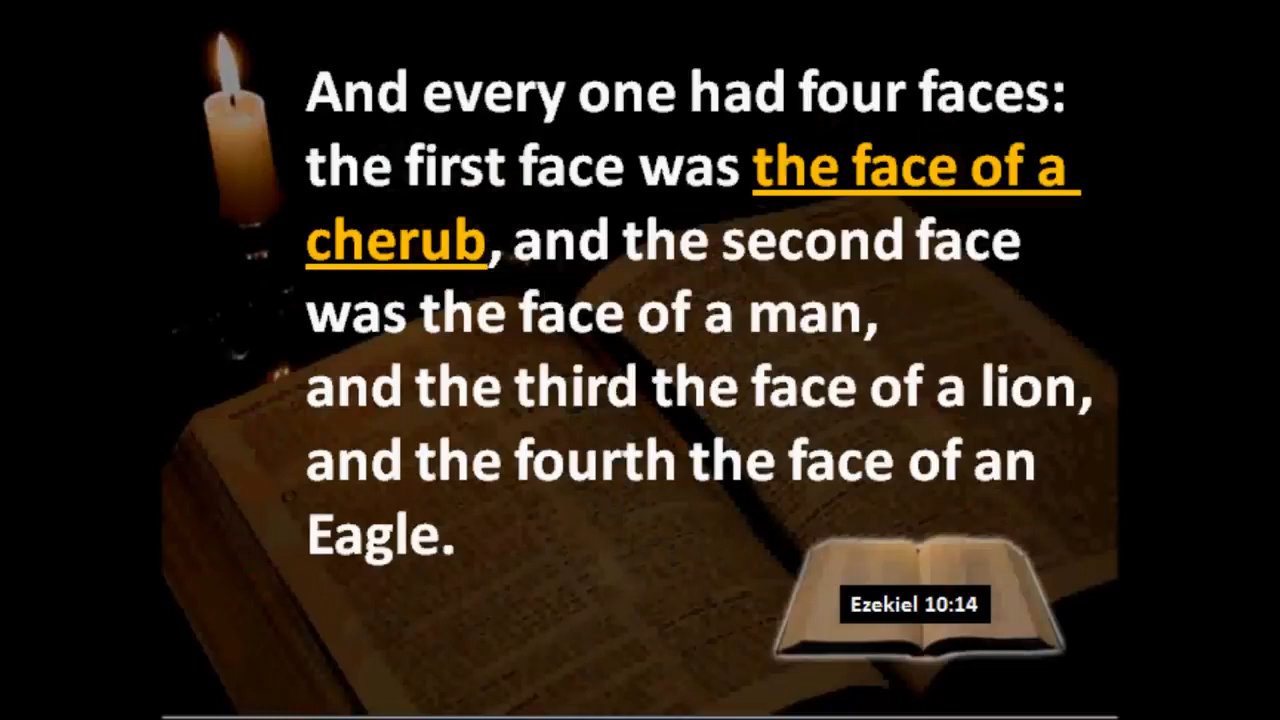 And every one had four faces:
the first face was the face of a
cherub, and the second face
was the face of a man,
and the third the face of a lion,
and the fourth the face of an
Eagle.
Ezekiel 10:14